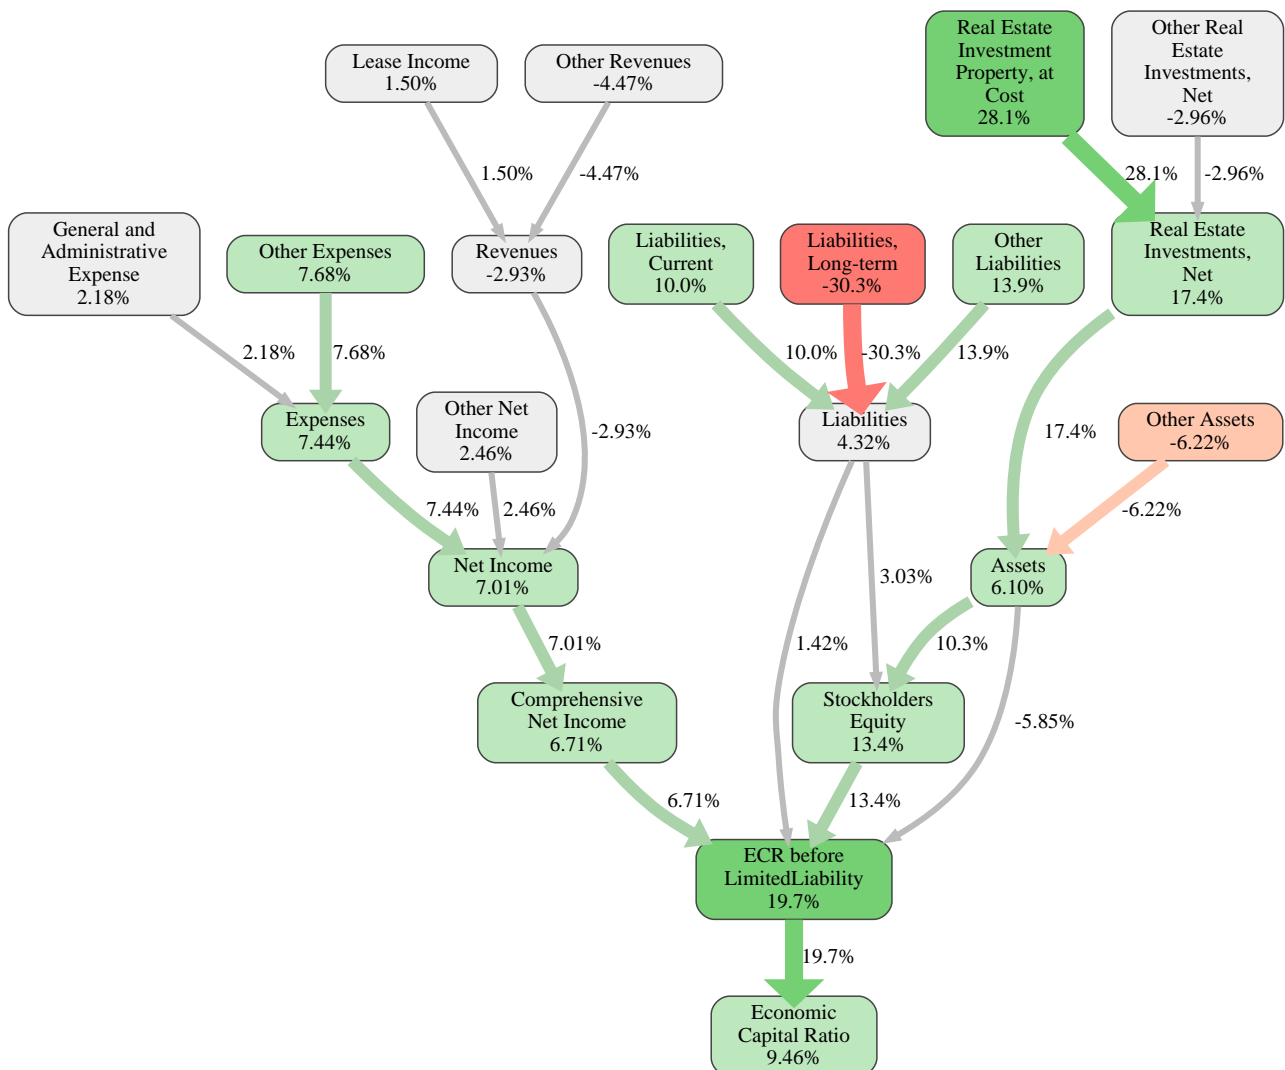 Real Estate
Investment
Property, at
Cost
28.1%
Other Real
Estate
Investments,
Net
-2.96%
Lease Income
1.50%
Other Revenues
-4.47%
1.50%
-4.47%
28.1%
-2.96%
General and
Administrative
Expense
2.18%
Other Expenses
7.68%
Revenues
-2.93%
Liabilities,
Current
10.0%
Liabilities,
Long-term
-30.3%
Other
Liabilities
13.9%
Real Estate
Investments,
Net
17.4%
2.18%
7.68%
10.0%
-30.3%
13.9%
Expenses
7.44%
Other Net
Income
2.46%
-2.93%
Liabilities
4.32%
17.4%
Other Assets
-6.22%
7.44%
2.46%
-6.22%
Net Income
7.01%
3.03%
Assets
6.10%
7.01%
1.42%
10.3%
-5.85%
Comprehensive
Net Income
6.71%
Stockholders
Equity
13.4%
6.71%
13.4%
ECR before
LimitedLiability
19.7%
19.7%
Economic
Capital Ratio
9.46%